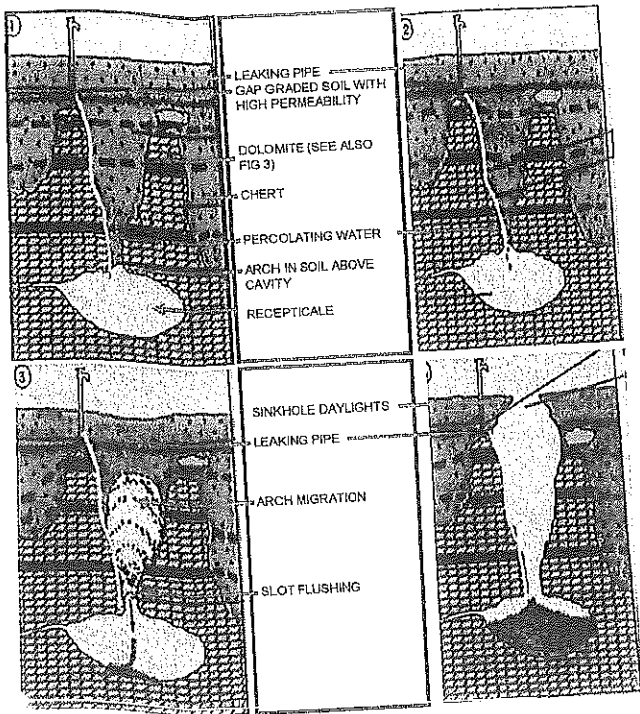 1
2
LEAKING PIPE
GAP GRADED SOIL WITH
HIGH PERMEABILITY
DOLOMITE (SEE ALSO
FIG 3)
CHERT
PERCOLATING WATER
ARCH IN SOIL ABOVE
CAVITY
RECEPTICALE
3
SINKHOLE DAYLIGHTS
LEAKING PIPE
ARCH MIGRATION
SLOT FLUSHING